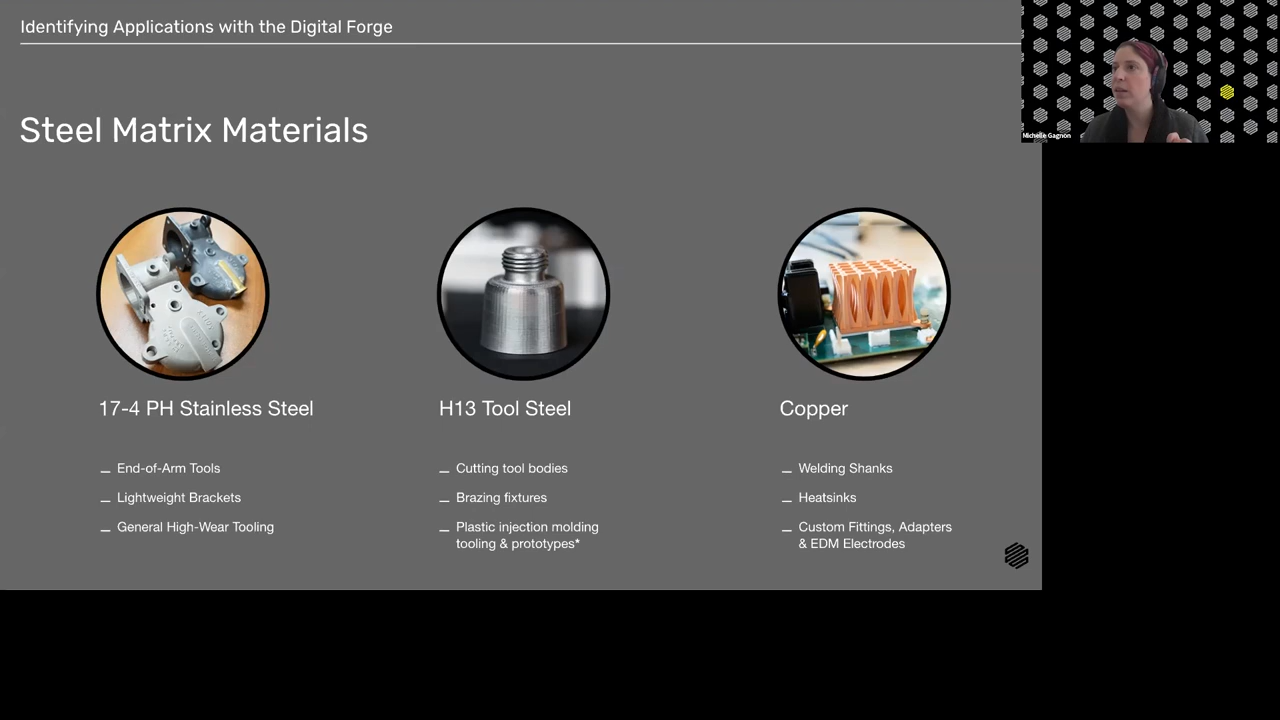 Identifying Applications with the Digital Forge
Michelle Gagnon
Steel Matrix Materials
17-4 PH Stainless Steel
_ End-of-Arm Tools
_ Lightweight Brackets
_ General High-Wear Tooling
H13 Tool Steel
_ Cutting tool bodies
_ Brazing fixtures
_ Plastic injection molding
tooling & prototypes*
Copper
_ Welding Shanks
_ Heatsinks
_ Custom Fittings, Adapters
& EDM Electrodes